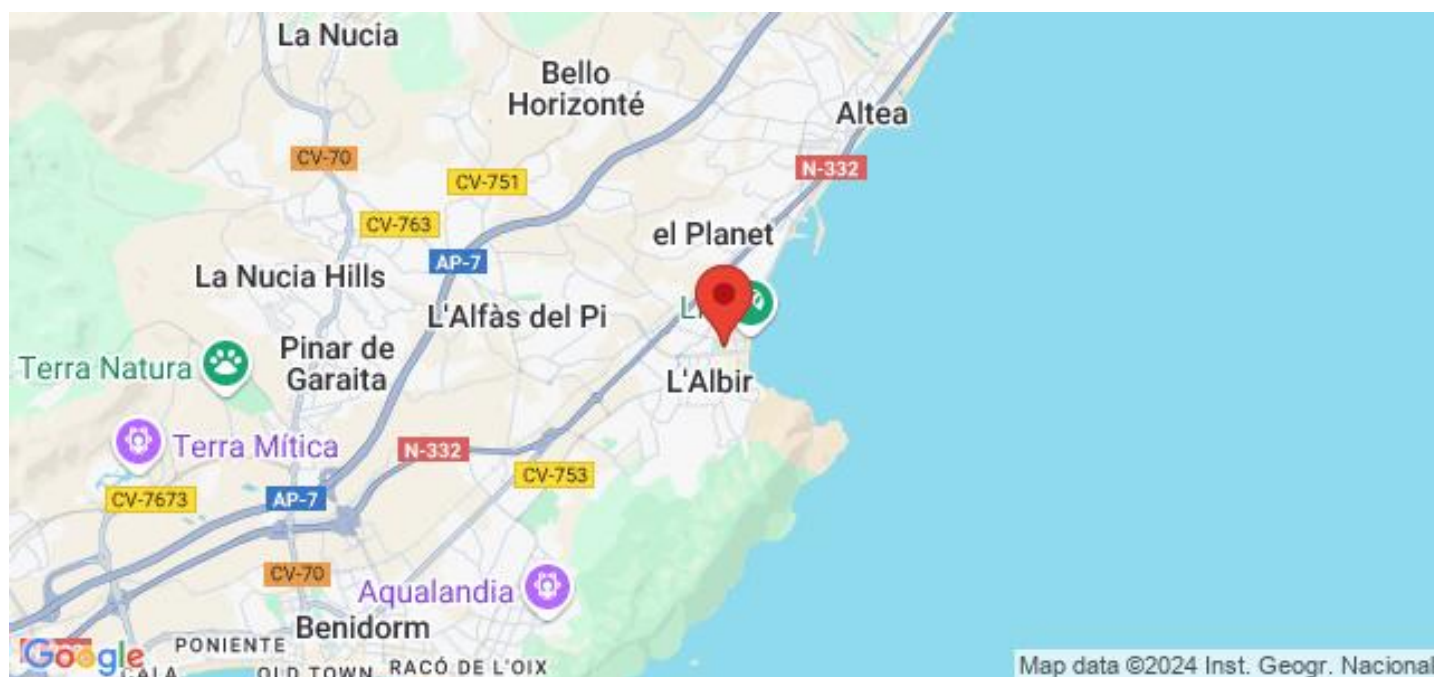 La Nucia
Bello
Horizonté
Altea
CV-70
N-332
CV-751
CV-763
el Planet
AP-7
La Nucia Hills
L'Alfàs del Pi
Pinar de
Garaita
Terra Natura
L'Albir
Terra Mítica
N-332
CV-753
CV-7673
AP-7
CV-70
Aqualandia
Benidorm
PONIENTE
Google
CALA
OLD TOWN
RACÓ DE L'OIX
Map data ©2024 Inst. Geogr. Nacional